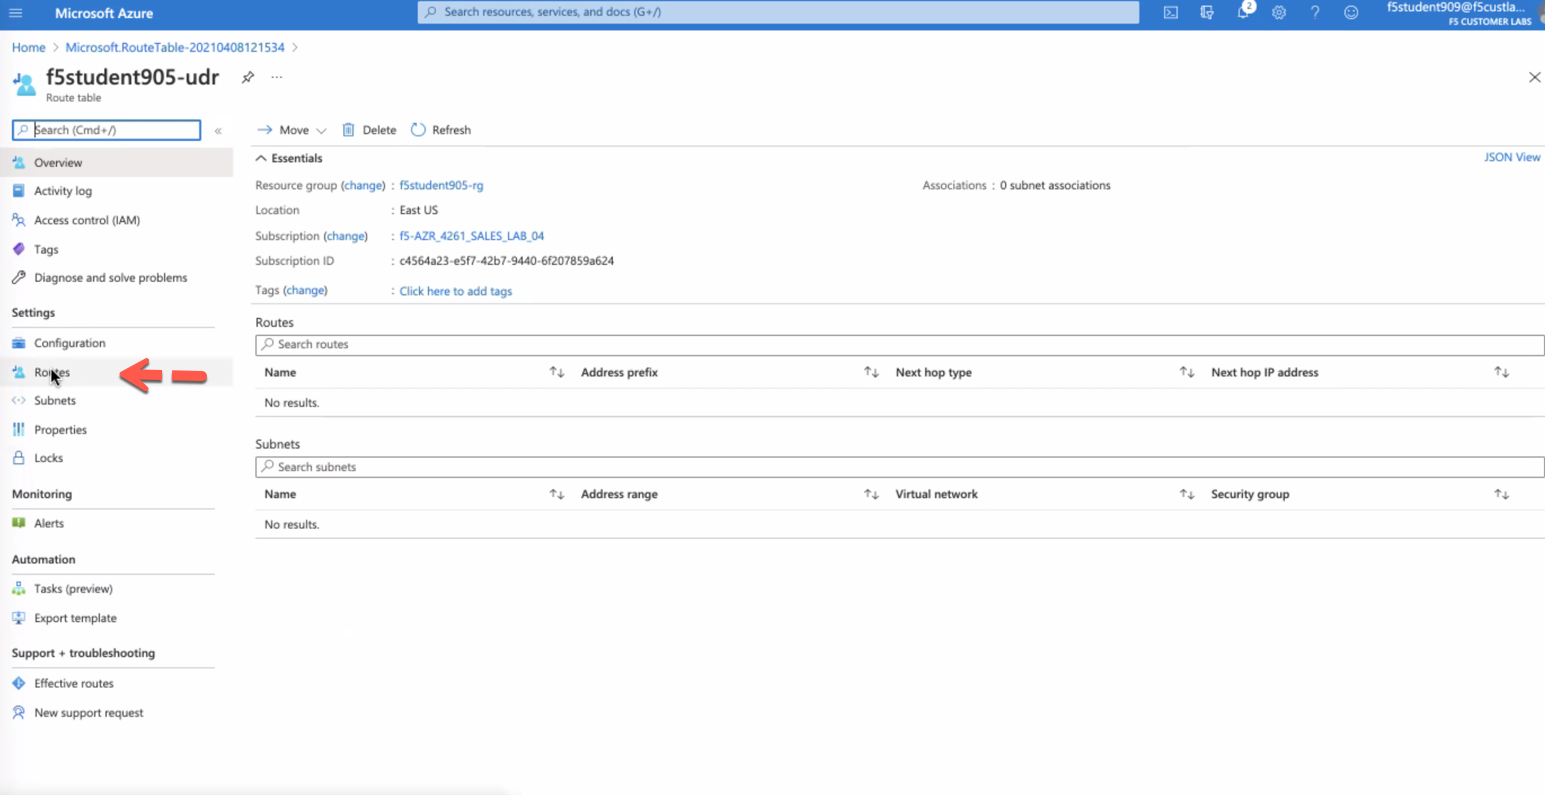 Microsoft Azure
Search resources, services, and docs (G+/)
2
f5student909@f5custla...
F5 CUSTOMER LABS
Home > Microsoft.RouteTable-20210408121534 >
f5student905-udr
...
Route table
Search (Cmd+/)
«
Move
Delete
Refresh
Essentials
JSON View
Resource group (change) : f5student905-rg
Associations : 0 subnet associations
Location : East US
Subscription (change) : f5-AZR_4261_SALES_LAB_04
Subscription ID : c4564a23-e5f7-42b7-9440-6f207859a624
Tags (change) : Click here to add tags
Overview
Activity log
Access control (IAM)
Tags
Diagnose and solve problems
Settings
Configuration
Routes
Subnets
Properties
Locks
Monitoring
Alerts
Automation
Tasks (preview)
Export template
Support + troubleshooting
Effective routes
New support request
Routes
Search routes
Name ↑↓ Address prefix ↑↓ Next hop type ↑↓ Next hop IP address ↑↓
No results.
Subnets
Search subnets
Name ↑↓ Address range ↑↓ Virtual network ↑↓ Security group ↑↓
No results.